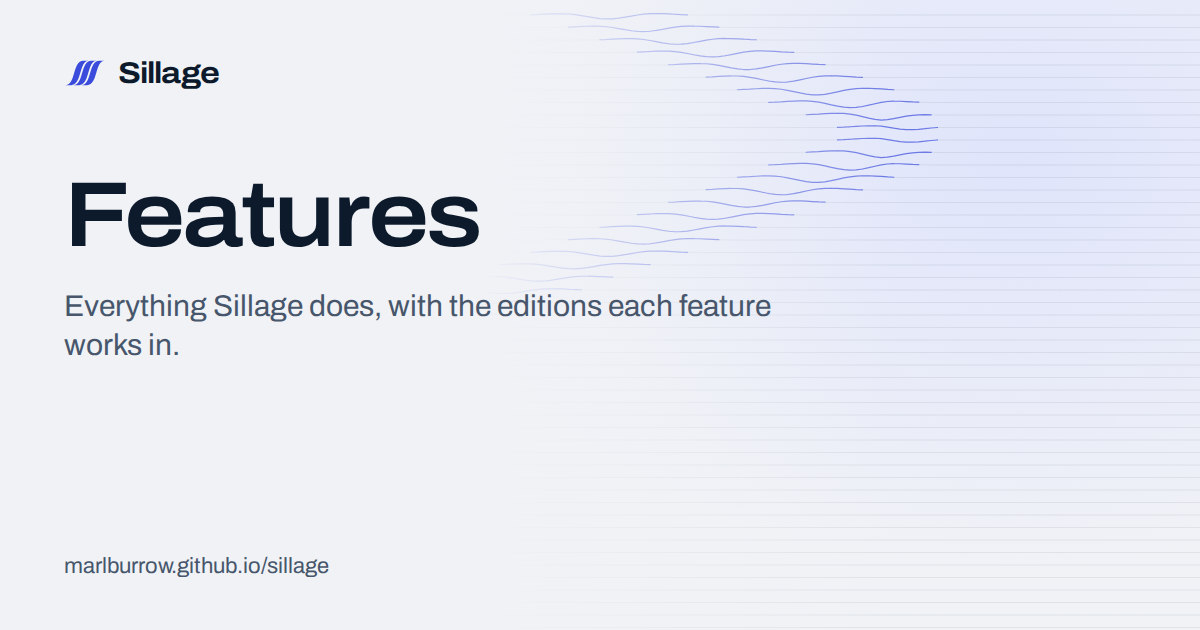 Sillage
Features
Everything Sillage does, with the editions each feature
works in.
marlburrow.github.io/sillage